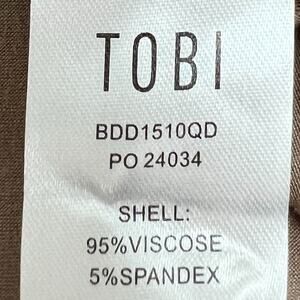 TOBI
BDD1510QD
PO 24034
SHELL:
95%VISCOSE
5%SPANDEX